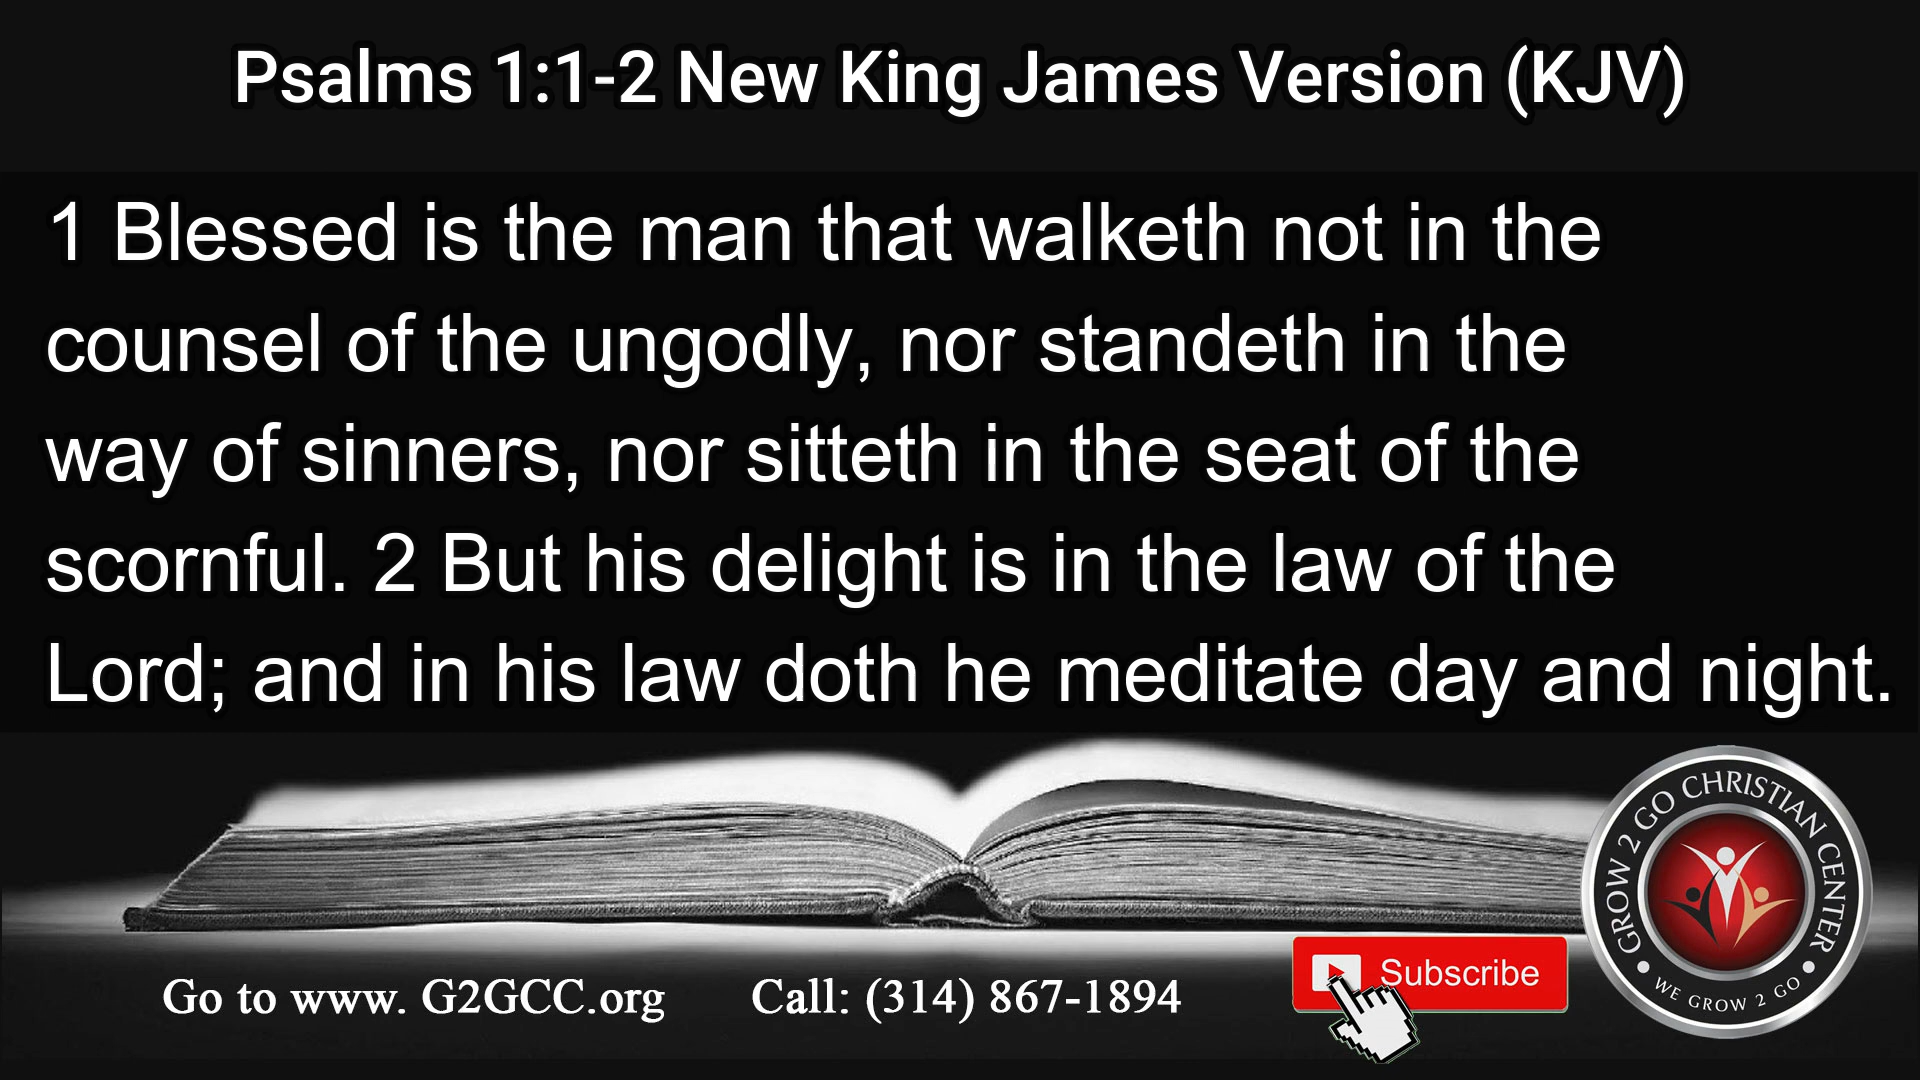 Psalms 1:1-2 New King James Version (KJV)
1 Blessed is the man that walketh not in the
counsel of the ungodly, nor standeth in the
way of sinners, nor sitteth in the seat of the
scornful. 2 But his delight is in the law of the
Lord; and in his law doth he meditate day and night.
GROW 2 GO CHRISTIAN CENTER
WE GROW 2 GO
Subscribe
Go to www. G2GCC.org
Call: (314) 867-1894